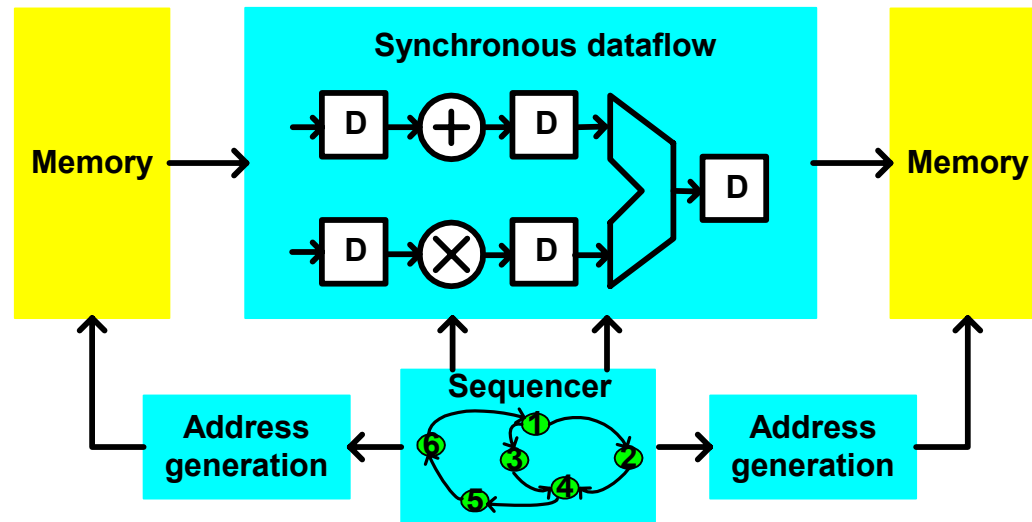 Synchronous dataflow
Memory
D
+
D
D
D
×
D
Memory
Sequencer
Address
generation
1
2
3
4
5
6
Address
generation